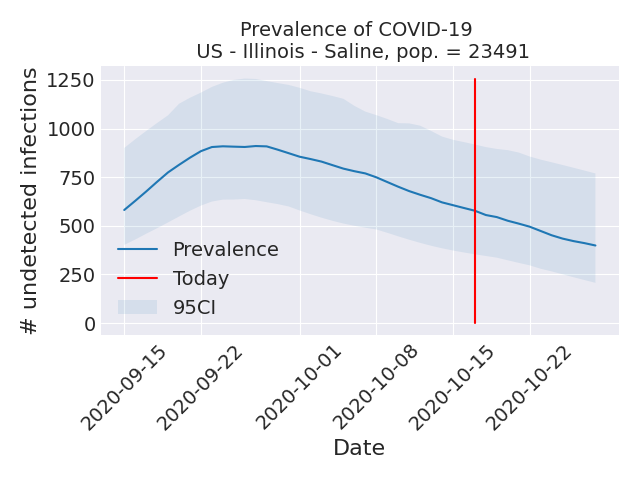 Prevalence of COVID-19
US - Illinois - Saline, pop. = 23491
# undetected infections
1250
1000
750
500
250
0
Prevalence
Today
95CI
2020-09-15
2020-09-22
2020-10-01
2020-10-08
2020-10-15
2020-10-22
Date